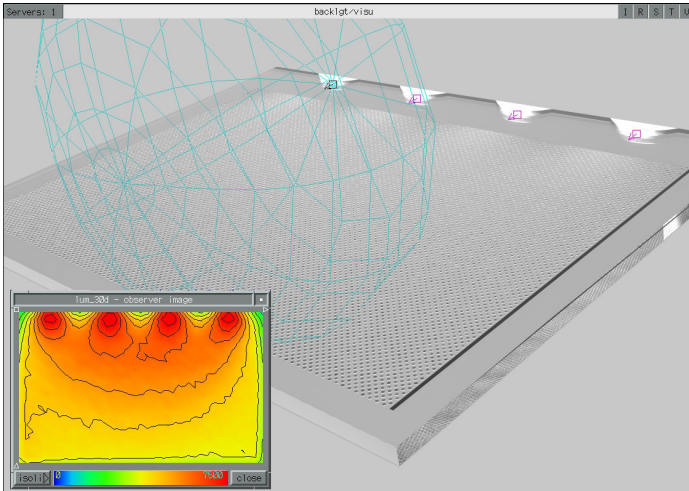 Servers: 1
backlgt/visu
I R S T U
lum_30d - observer image
isoli
0
close